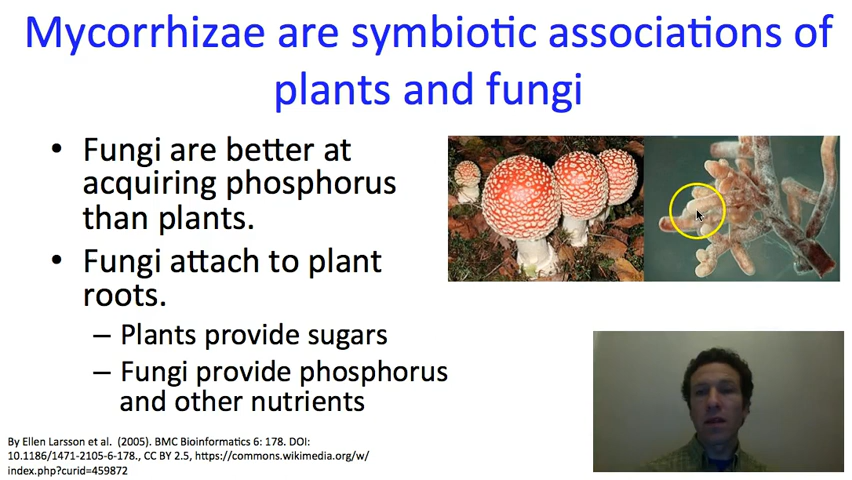 Mycorrhizae are symbiotic associations of
plants and fungi
• Fungi are better at
acquiring phosphorus
than plants.
• Fungi attach to plant
roots.
– Plants provide sugars
– Fungi provide phosphorus
and other nutrients
By Ellen Larsson et al. (2005). BMC Bioinformatics 6: 178. DOI:
10.1186/1471-2105-6-178., CC BY 2.5, https://commons.wikimedia.org/w/
index.php?curid=459872